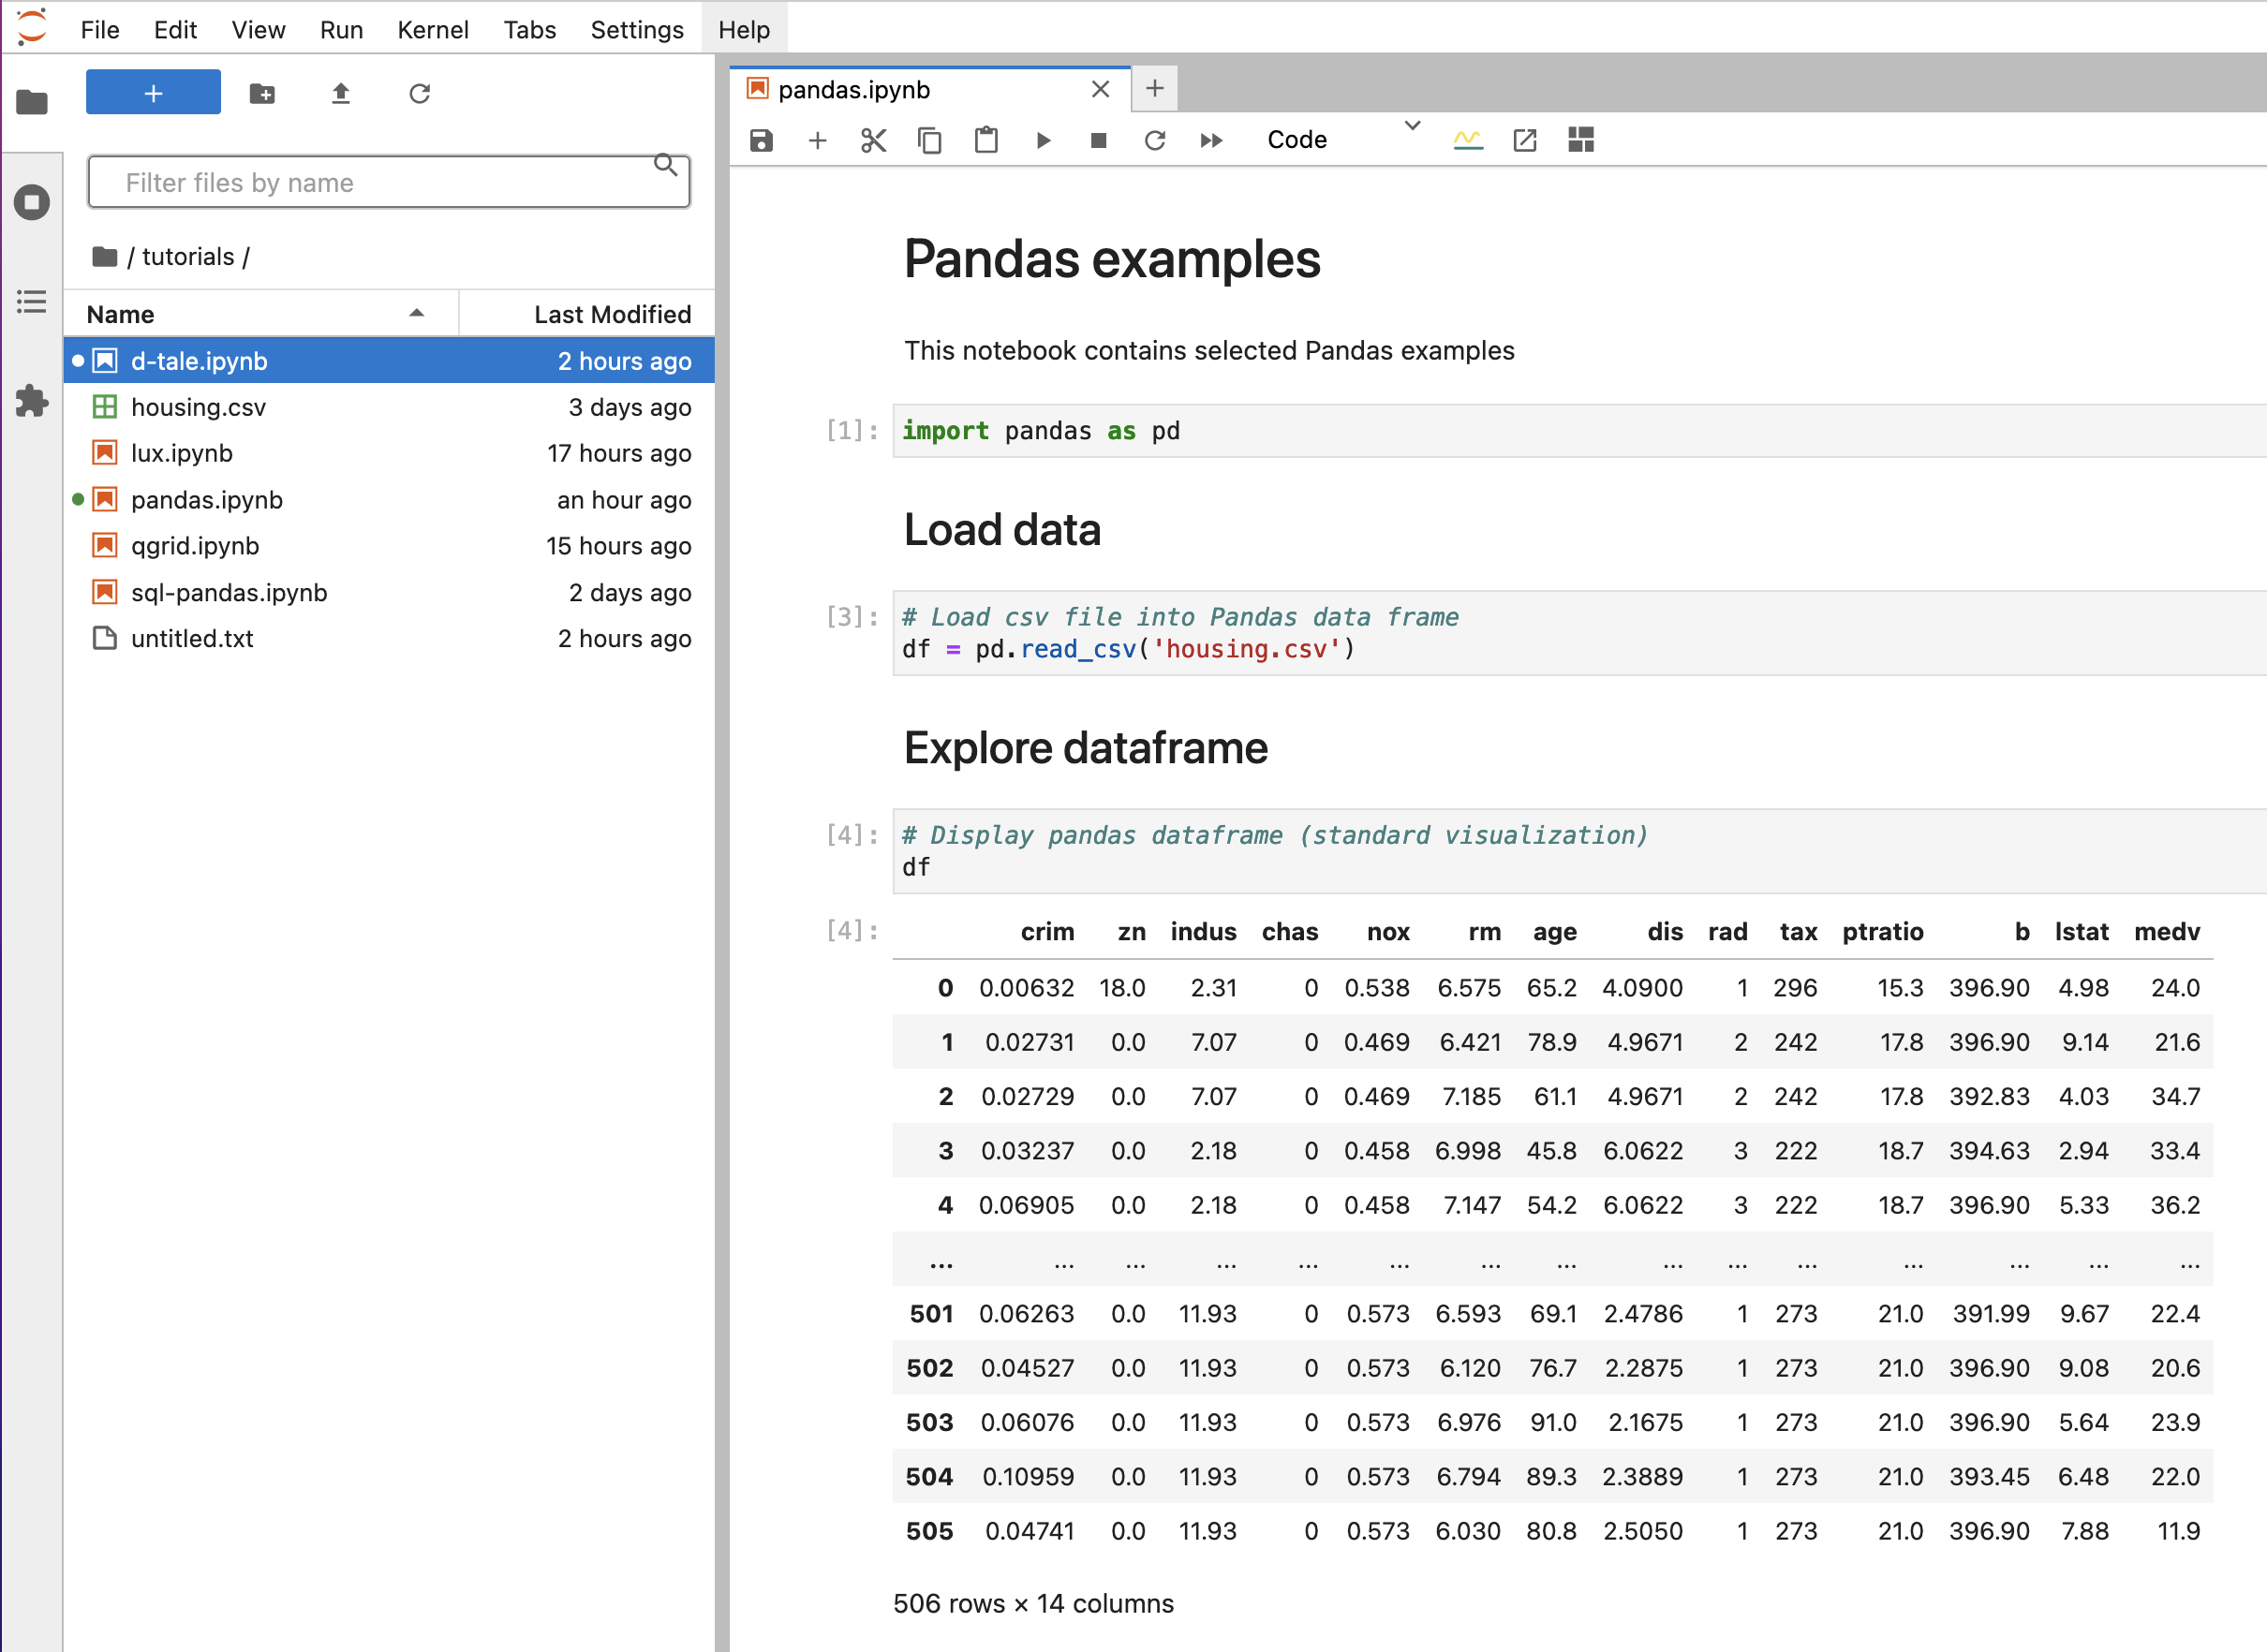 File Edit View Run Kernel Tabs Settings Help
Filter files by name
/ tutorials /
Name Last Modified
d-tale.ipynb 2 hours ago
housing.csv 3 days ago
lux.ipynb 17 hours ago
pandas.ipynb an hour ago
qgrid.ipynb 15 hours ago
sql-pandas.ipynb 2 days ago
untitled.txt 2 hours ago
pandas.ipynb
Code
Pandas examples
This notebook contains selected Pandas examples
[1]: import pandas as pd
Load data
[3]: # Load csv file into Pandas data frame
df = pd.read_csv('housing.csv')
Explore dataframe
[4]: # Display pandas dataframe (standard visualization)
df
[4]: crim zn indus chas nox rm age dis rad tax ptratio b lstat medv
0 0.00632 18.0 2.31 0 0.538 6.575 65.2 4.0900 1 296 15.3 396.90 4.98 24.0
1 0.02731 0.0 7.07 0 0.469 6.421 78.9 4.9671 2 242 17.8 396.90 9.14 21.6
2 0.02729 0.0 7.07 0 0.469 7.185 61.1 4.9671 2 242 17.8 392.83 4.03 34.7
3 0.03237 0.0 2.18 0 0.458 6.998 45.8 6.0622 3 222 18.7 394.63 2.94 33.4
4 0.06905 0.0 2.18 0 0.458 7.147 54.2 6.0622 3 222 18.7 396.90 5.33 36.2
... ... ... ... ... ... ... ... ... ... ... ... ... ... ...
501 0.06263 0.0 11.93 0 0.573 6.593 69.1 2.4786 1 273 21.0 391.99 9.67 22.4
502 0.04527 0.0 11.93 0 0.573 6.120 76.7 2.2875 1 273 21.0 396.90 9.08 20.6
503 0.06076 0.0 11.93 0 0.573 6.976 91.0 2.1675 1 273 21.0 396.90 5.64 23.9
504 0.10959 0.0 11.93 0 0.573 6.794 89.3 2.3889 1 273 21.0 393.45 6.48 22.0
505 0.04741 0.0 11.93 0 0.573 6.030 80.8 2.5050 1 273 21.0 396.90 7.88 11.9
506 rows × 14 columns